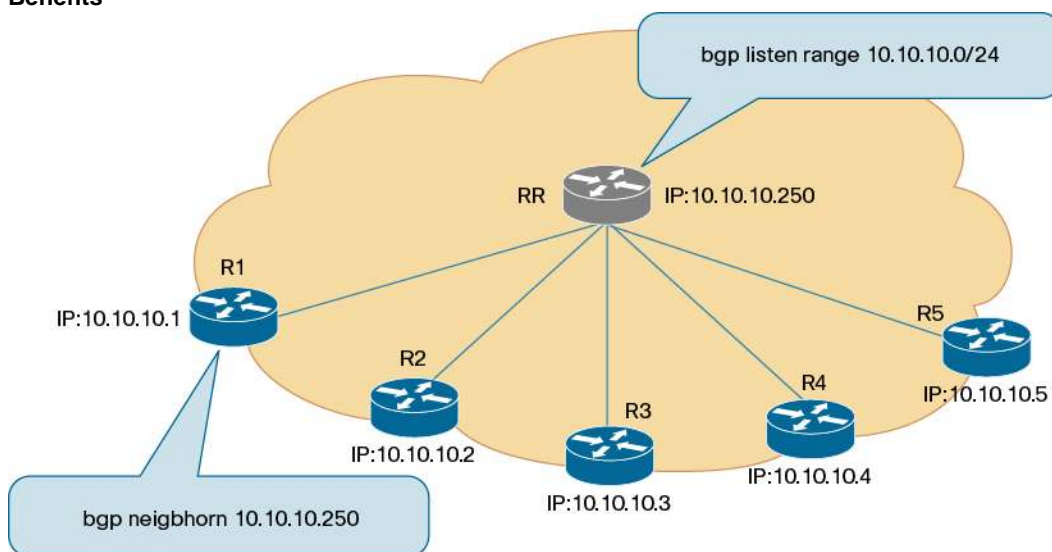 Benefits
bgp listen range 10.10.10.0/24
RR
IP:10.10.10.250
R1
IP:10.10.10.1
R5
R2
IP:10.10.10.5
R4
R3
IP:10.10.10.2
IP:10.10.10.4
IP:10.10.10.3
bgp neigbhorn 10.10.10.250